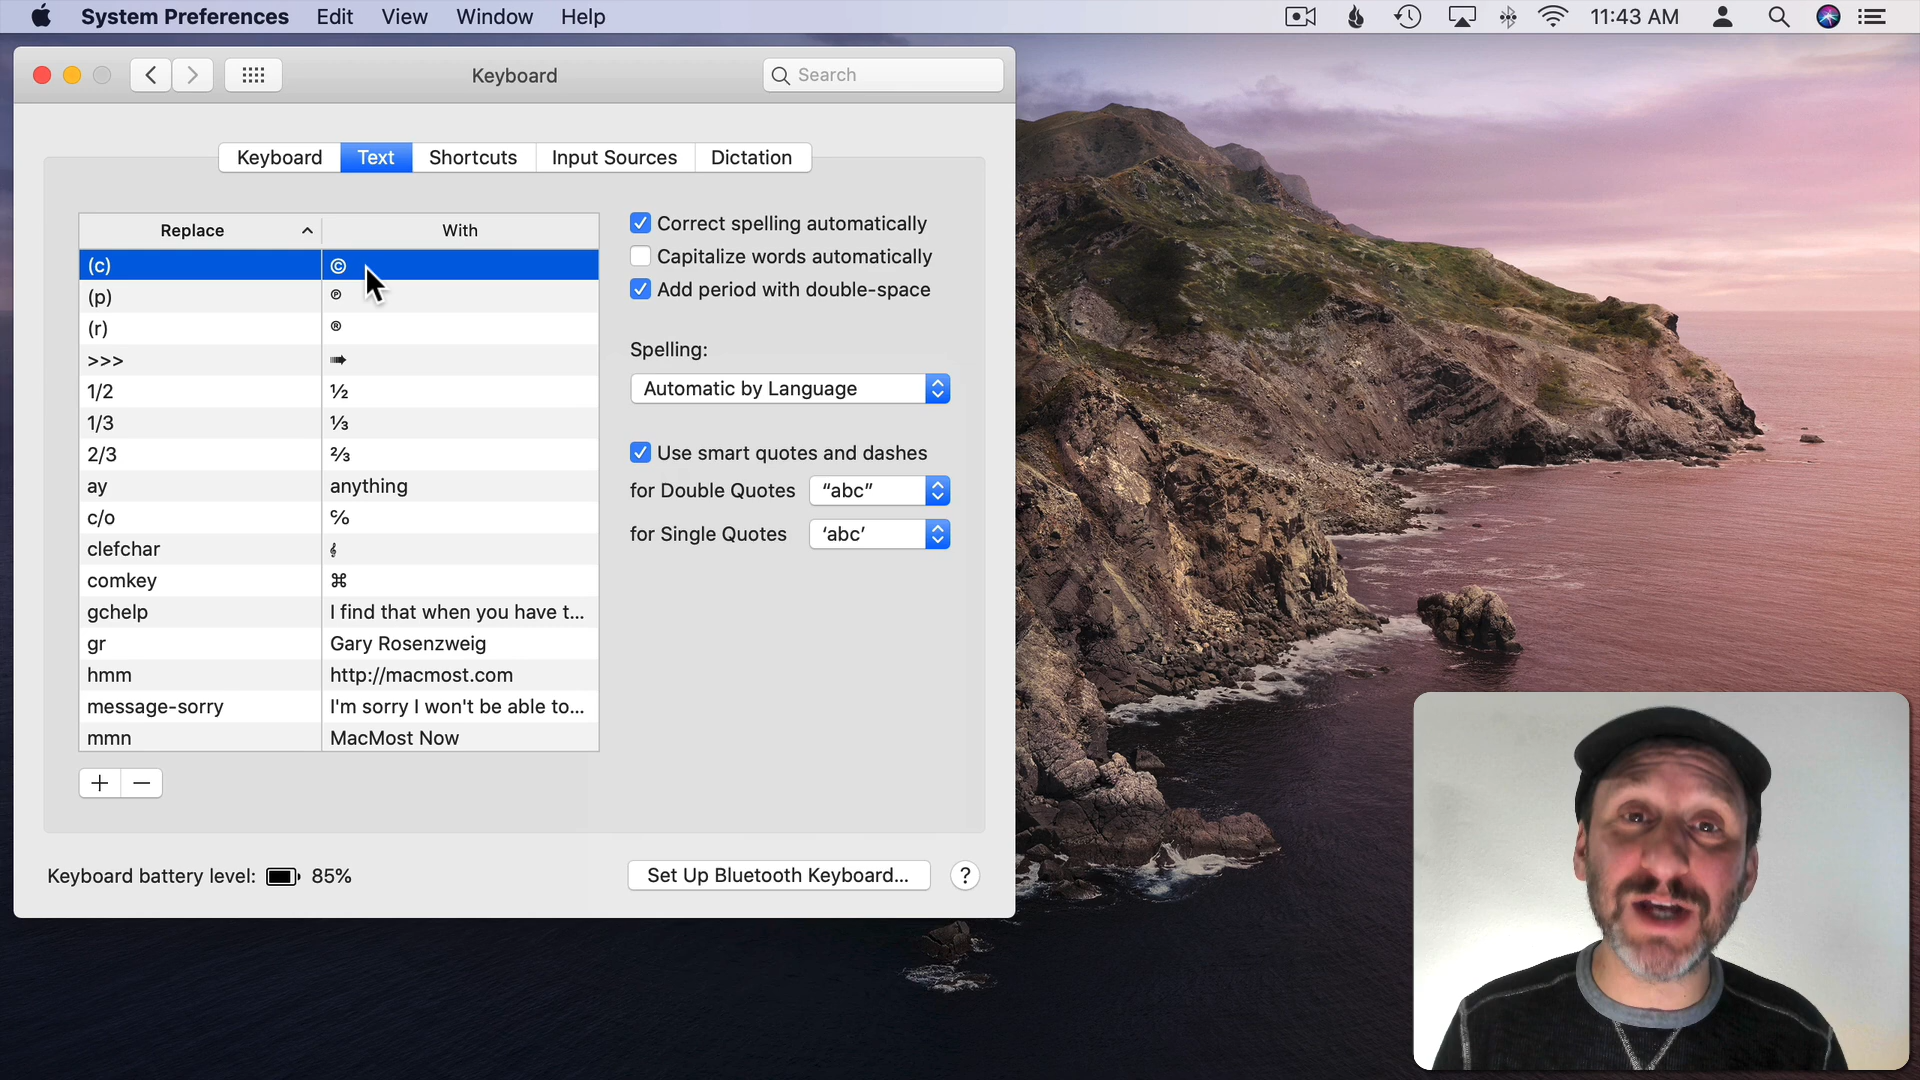 System Preferences Edit View Window Help 11:43 AM
Keyboard
Search
Keyboard Text Shortcuts Input Sources Dictation
Replace With
(c) ©
(p) ℗
(r) ®
>>> ➠
1/2 ½
1/3 ⅓
2/3 ⅔
ay anything
c/o ℅
clefchar 𝄞
comkey ⌘
gchelp I find that when you have t...
gr Gary Rosenzweig
hmm http://macmost.com
message-sorry I'm sorry I won't be able to...
mmn MacMost Now
+ −
Correct spelling automatically
Capitalize words automatically
Add period with double-space
Spelling:
Automatic by Language
Use smart quotes and dashes
for Double Quotes “abc”
for Single Quotes ‘abc’
Keyboard battery level: 85%
Set Up Bluetooth Keyboard...
?